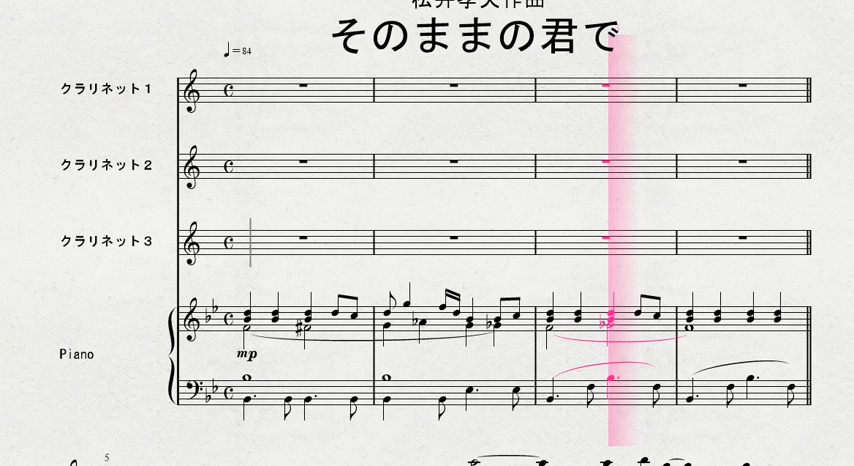 松井孝夫作曲
そのままの君で
♩=84
クラリネット1
クラリネット2
クラリネット3
Piano
mp
5